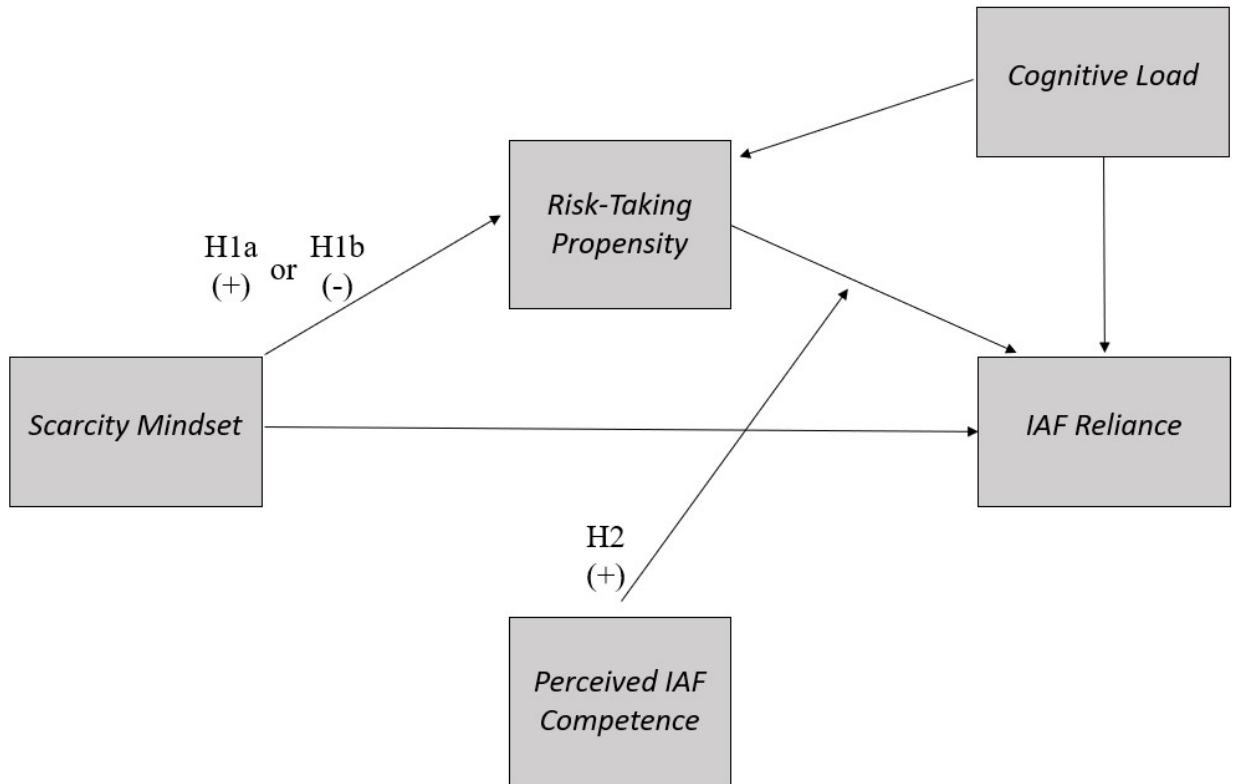 Cognitive Load
Risk-Taking
Propensity
H1a or H1b
(+) (-)
Scarcity Mindset
IAF Reliance
H2
(+)
Perceived IAF
Competence